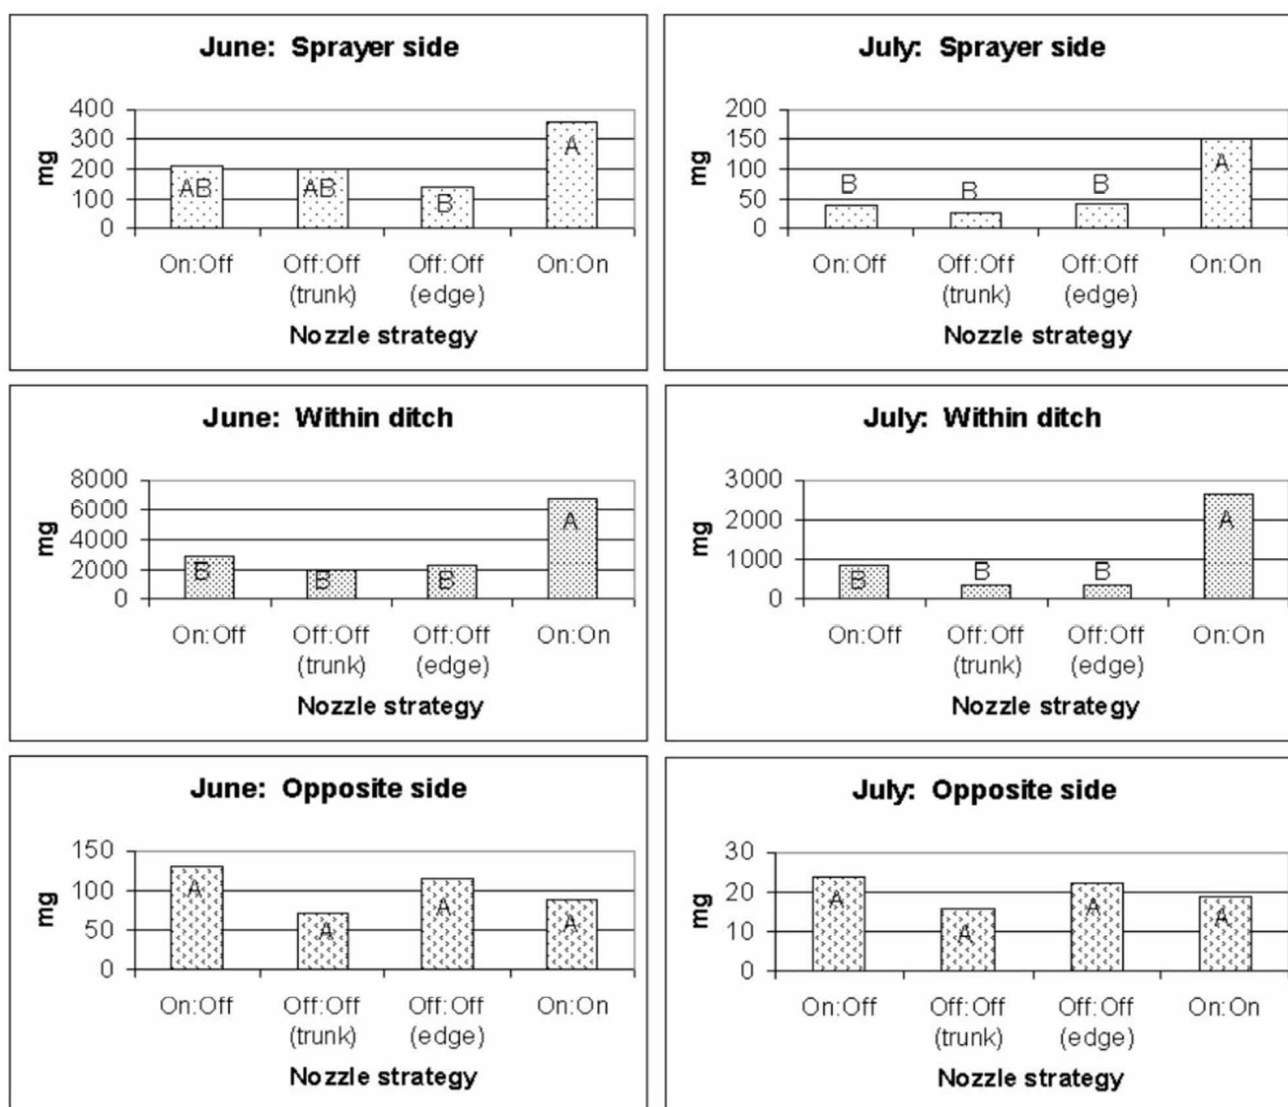 June: Sprayer side
mg
400
300
200
100
0
AB
AB
B
A
On:Off
Off:Off
(trunk)
Off:Off
(edge)
On:On
Nozzle strategy
July: Sprayer side
mg
200
150
100
50
0
B
B
B
A
On:Off
Off:Off
(trunk)
Off:Off
(edge)
On:On
Nozzle strategy
June: Within ditch
mg
8000
6000
4000
2000
0
B
B
B
A
On:Off
Off:Off
(trunk)
Off:Off
(edge)
On:On
Nozzle strategy
July: Within ditch
mg
3000
2000
1000
0
B
B
B
A
On:Off
Off:Off
(trunk)
Off:Off
(edge)
On:On
Nozzle strategy
June: Opposite side
mg
150
100
50
0
A
A
A
A
On:Off
Off:Off
(trunk)
Off:Off
(edge)
On:On
Nozzle strategy
July: Opposite side
mg
30
20
10
0
A
A
A
A
On:Off
Off:Off
(trunk)
Off:Off
(edge)
On:On
Nozzle strategy